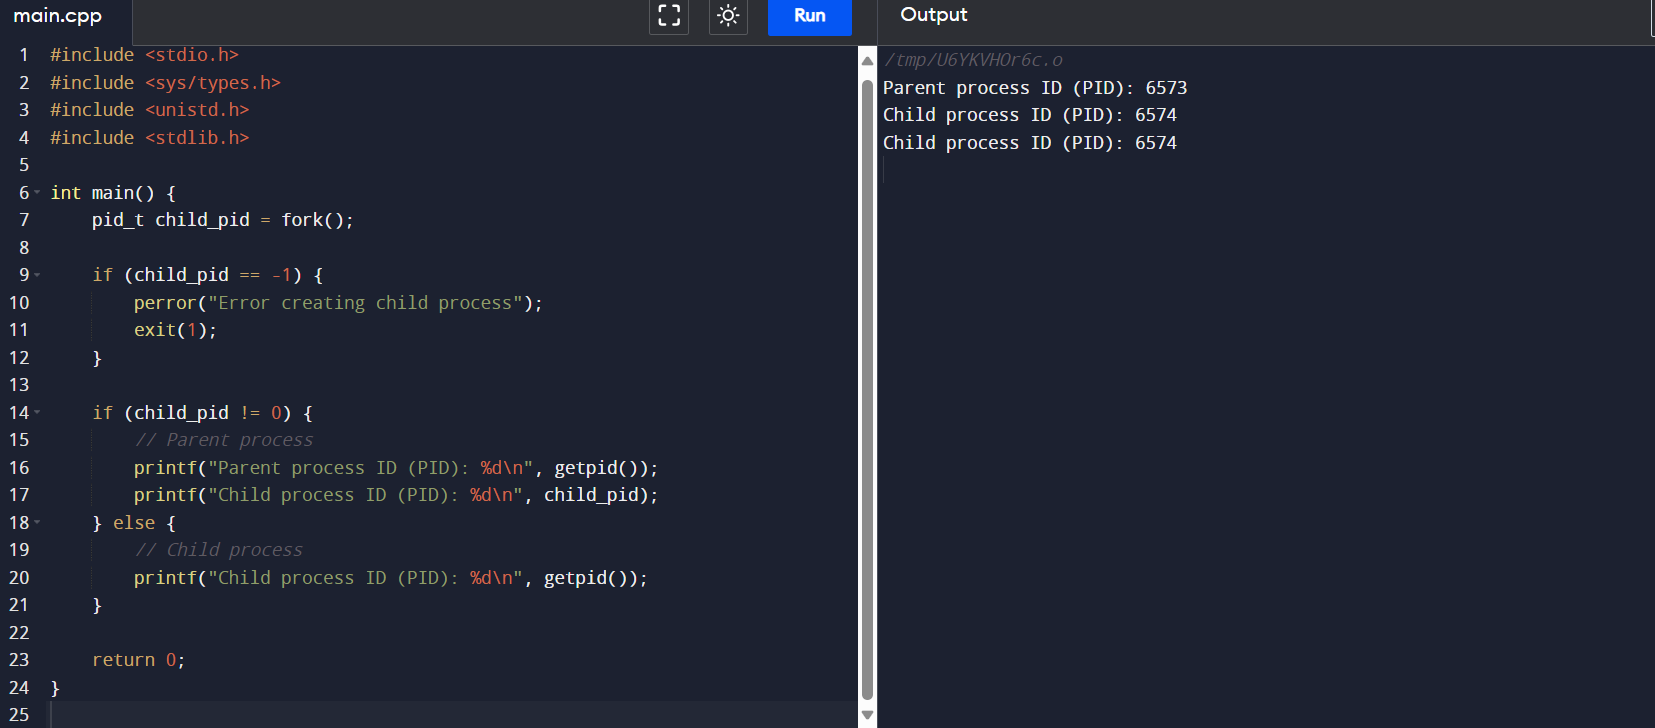 main.cpp
Run
Output
1 #include <stdio.h>
2 #include <sys/types.h>
3 #include <unistd.h>
4 #include <stdlib.h>
5
6 int main() {
7     pid_t child_pid = fork();
8
9     if (child_pid == -1) {
10         perror("Error creating child process");
11         exit(1);
12     }
13
14     if (child_pid != 0) {
15         // Parent process
16         printf("Parent process ID (PID): %d\n", getpid());
17         printf("Child process ID (PID): %d\n", child_pid);
18     } else {
19         // Child process
20         printf("Child process ID (PID): %d\n", getpid());
21     }
22
23     return 0;
24 }
25
/tmp/U6YKVHOr6c.o
Parent process ID (PID): 6573
Child process ID (PID): 6574
Child process ID (PID): 6574